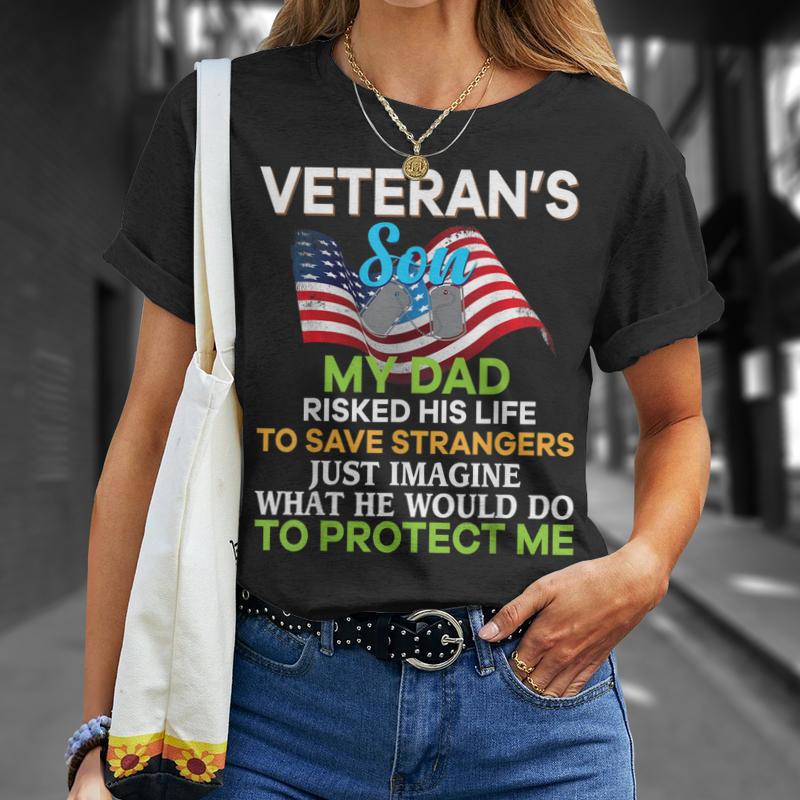 VETERAN'S
Son
MY DAD
RISKED HIS LIFE
TO SAVE STRANGERS
JUST IMAGINE
WHAT HE WOULD DO
TO PROTECT ME